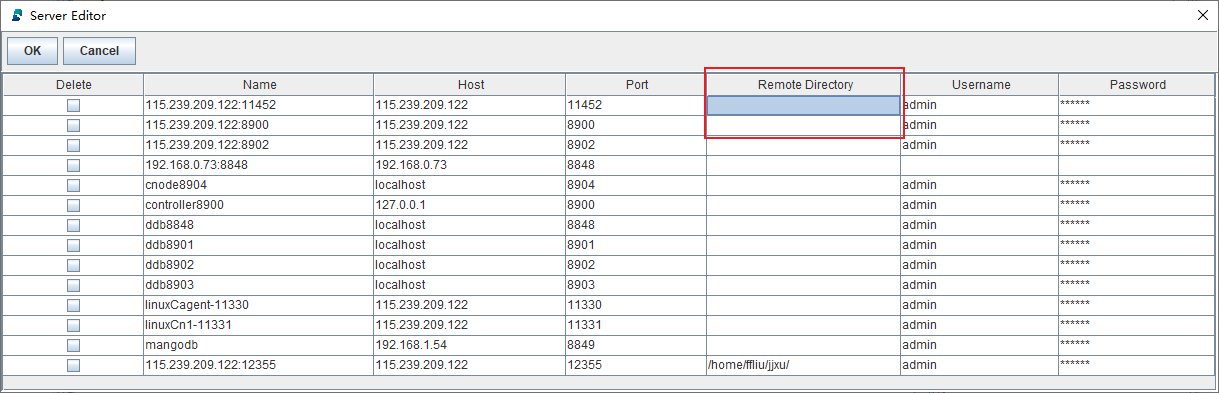 Server Editor
OK Cancel
Delete Name Host Port Remote Directory Username Password
115.239.209.122:11452 115.239.209.122 11452 admin ******
115.239.209.122:8900 115.239.209.122 8900 admin ******
115.239.209.122:8902 115.239.209.122 8902 admin ******
192.168.0.73:8848 192.168.0.73 8848
cnode8904 localhost 8904 admin ******
controller8900 127.0.0.1 8900 admin ******
ddb8848 localhost 8848 admin ******
ddb8901 localhost 8901 admin ******
ddb8902 localhost 8902 admin ******
ddb8903 localhost 8903 admin ******
linuxCagent-11330 115.239.209.122 11330 admin ******
linuxCn1-11331 115.239.209.122 11331 admin ******
mangodb 192.168.1.54 8849 admin ******
115.239.209.122:12355 115.239.209.122 12355 /home/ffliu/jjxu/ admin ******